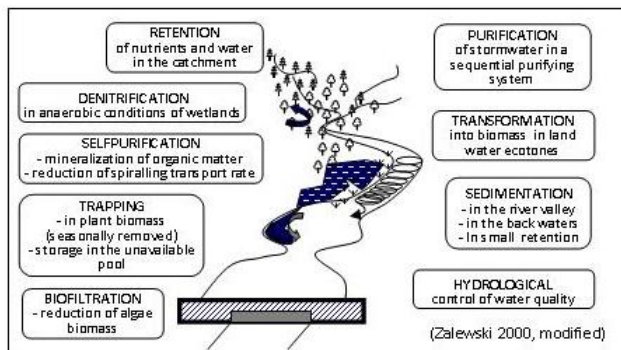 RETENTION
of nutrients and water
in the catchment
DENITRIFICATION
in anaerobic conditions of wetlands
SELFPURIFICATION
- mineralization of organic matter
- reduction of spiralling transport rate
TRAPPING
- in plant biomass
(seasonally removed)
- storage in the unavailable
pool
BIOFILTRATION
- reduction of algae
biomass
PURIFICATION
of stormwater in a
sequential purifying
system
TRANSFORMATION
into biomass in land
water ecotones
SEDIMENTATION
- in the river valley
- in the back waters
- In small retention
HYDROLOGICAL
control of water quality
(Zalewski 2000, modified)